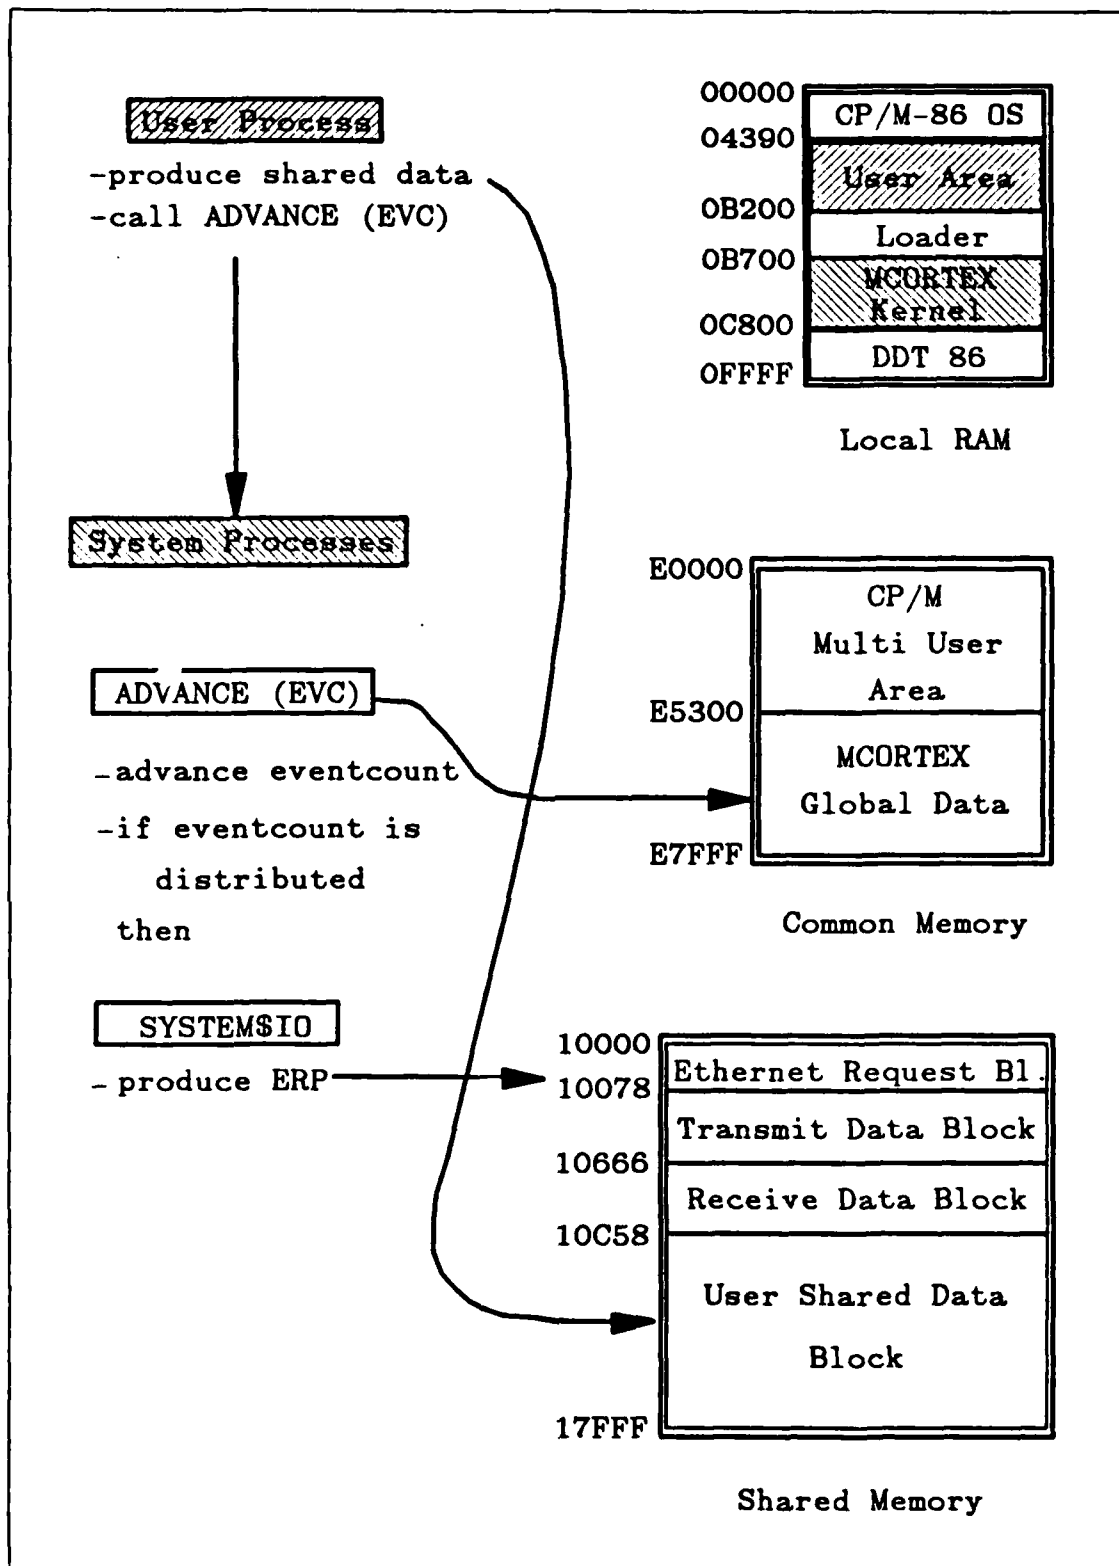 User Process
-produce shared data
-call ADVANCE (EVC)
System Processes
ADVANCE (EVC)
-advance eventcount
-if eventcount is
distributed
then
SYSTEM$IO
- produce ERP
00000
CP/M-86 OS
04390
User Area
0B200
Loader
0B700
MCORTEX
Kernel
0C800
DDT 86
0FFFF
Local RAM
E0000
CP/M
Multi User
Area
E5300
MCORTEX
Global Data
E7FFF
Common Memory
10000
Ethernet Request Bl.
10078
Transmit Data Block
10666
Receive Data Block
10C58
User Shared Data
Block
17FFF
Shared Memory